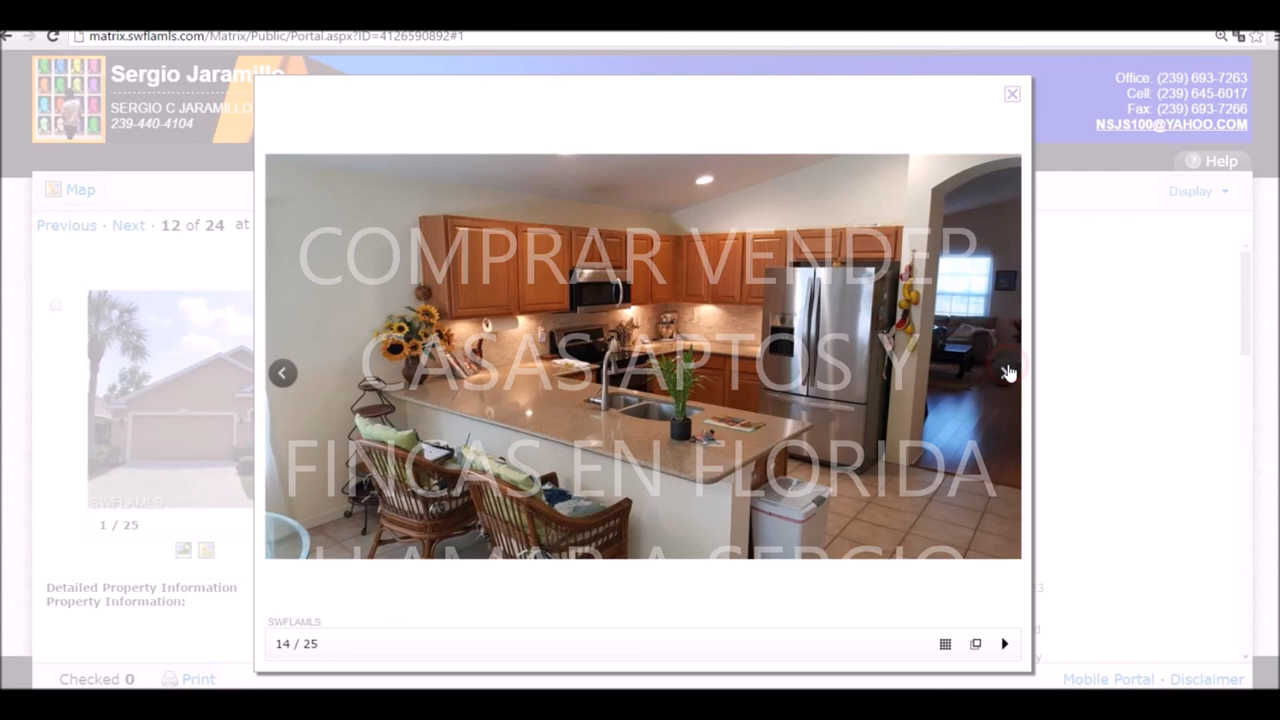 matrix.swflamls.com/Matrix/Public/Portal.aspx?ID=4126590892#1
Sergio Jaramillo
SERGIO C JARAMILLO
239-440-4104
Office: (239) 693-7263
Cell: (239) 645-6017
Fax: (239) 693-7266
NSJS100@YAHOO.COM
? Help
Map
Display
Previous · Next · 12 of 24 at
COMPRAR VENDER
CASAS APTOS Y
FINCAS EN FLORIDA
LLAMAR A SERGIO
SWFLAMLS
1 / 25
Detailed Property Information
Property Information:
SWFLAMLS
14 / 25
Checked 0
Print
Mobile Portal · Disclaimer